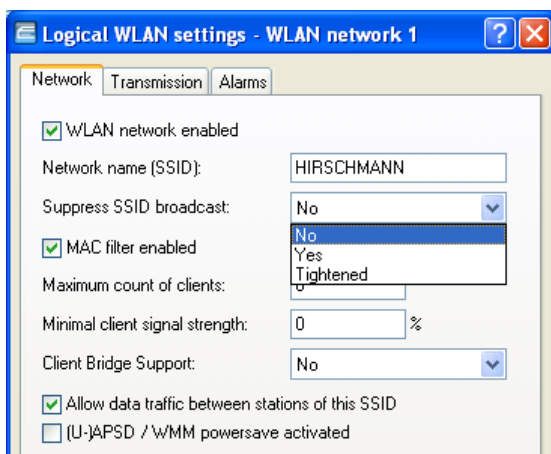 Logical WLAN settings - WLAN network 1
Network Transmission Alarms
WLAN network enabled
Network name (SSID): HIRSCHMANN
Suppress SSID broadcast: No
No
MAC filter enabled
Yes
Tightened
Maximum count of clients:
Minimal client signal strength: 0 %
Client Bridge Support: No
Allow data traffic between stations of this SSID
(U-)APSD / WMM powersave activated